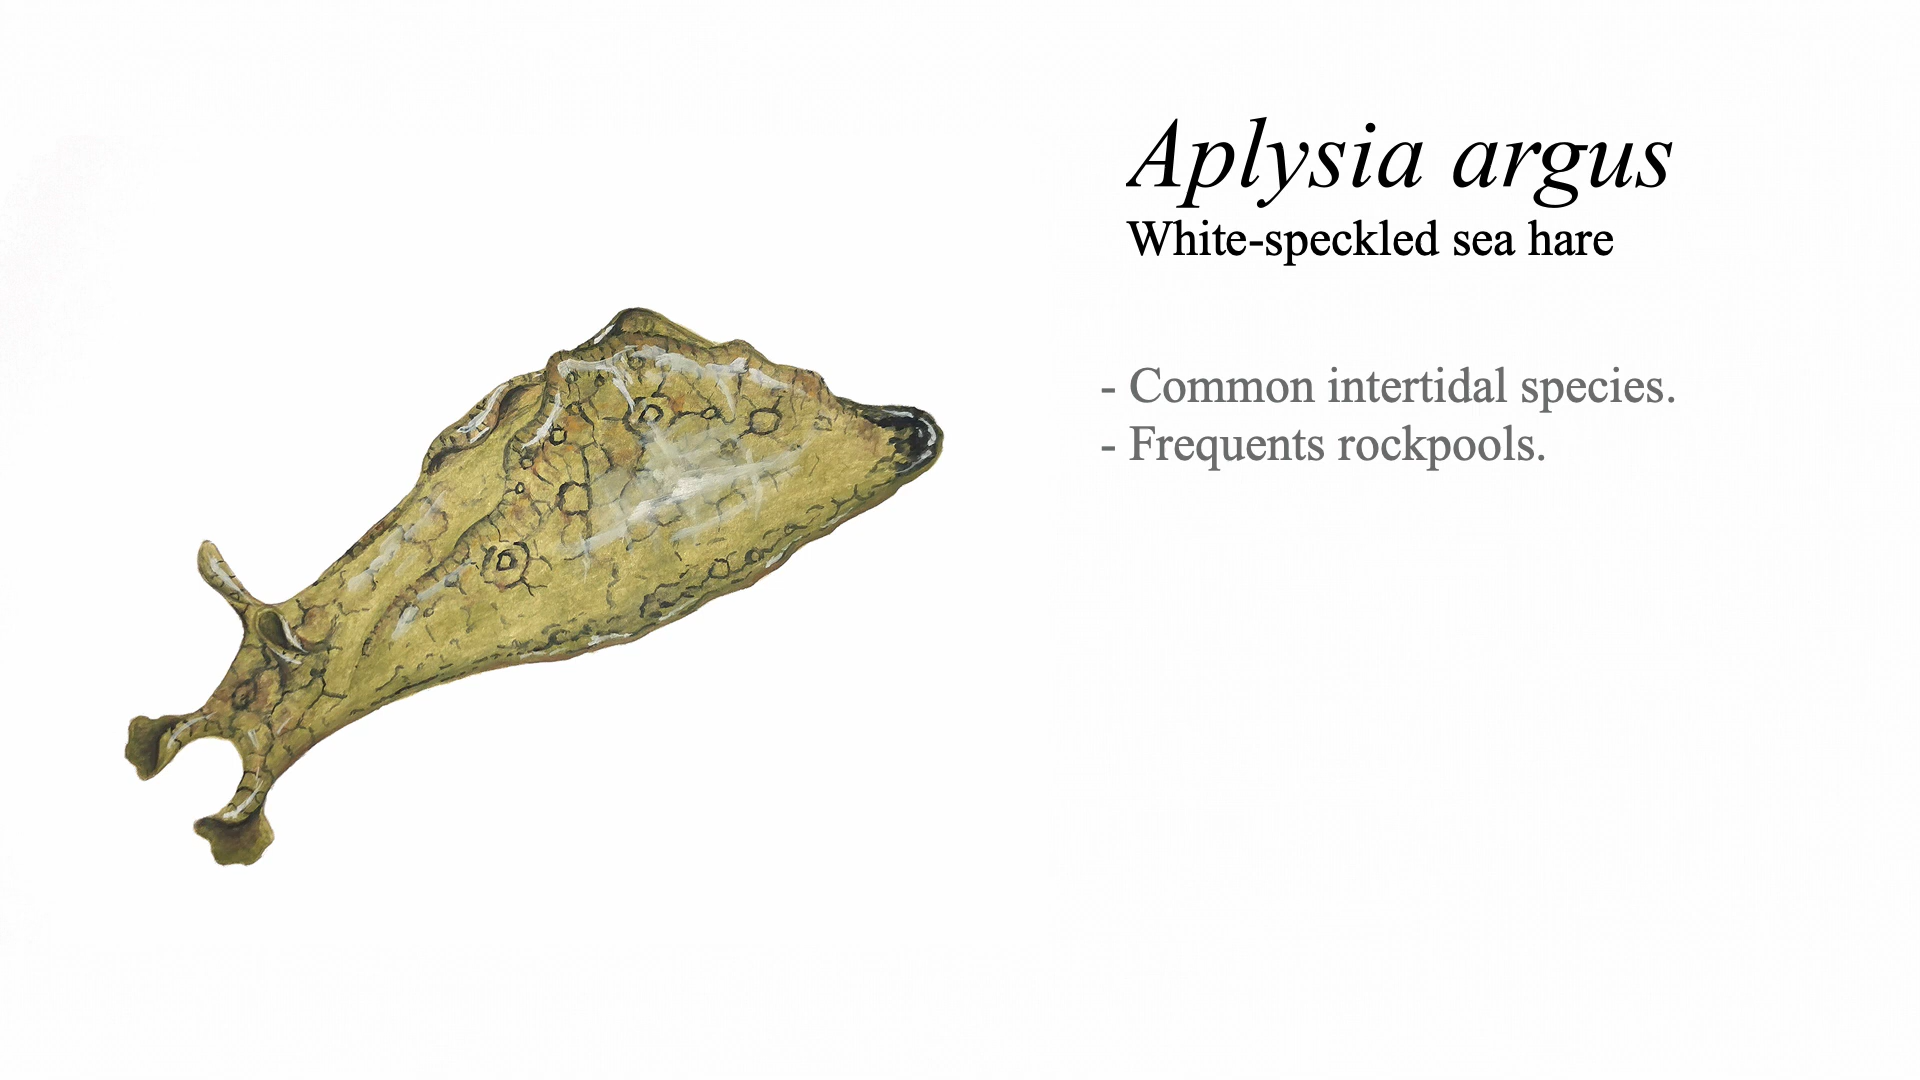 Aplysia argus
White-speckled sea hare
- Common intertidal species.
- Frequents rockpools.